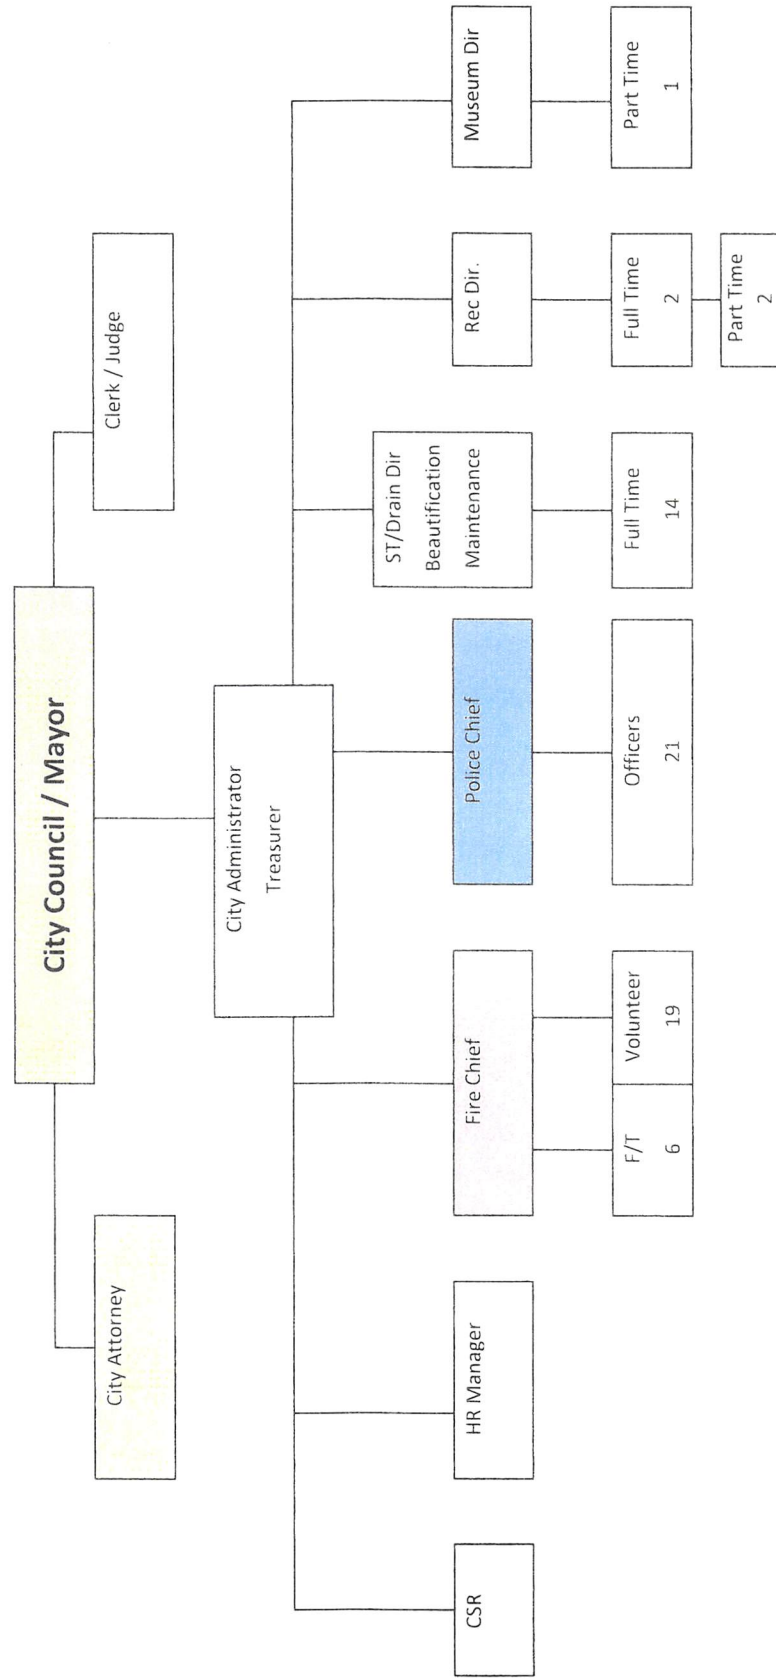 City Council / Mayor
City Attorney
Clerk / Judge
City Administrator
Treasurer
CSR
HR Manager
Fire Chief
F/T
6
Volunteer
19
Police Chief
Officers
21
ST/Drain Dir
Beautification
Maintenance
Full Time
14
Rec Dir.
Full Time
2
Part Time
2
Museum Dir
Part Time
1